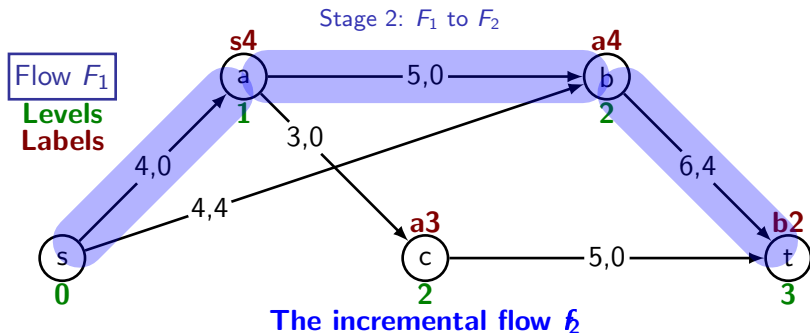 Stage 2: F₁ to F₂
s4
a4
Flow F₁
a
5,0
b
Levels
1
2
Labels
3,0
4,0
6,4
4,4
a3
b2
s
c
5,0
t
0
2
3
The incremental flow f₂